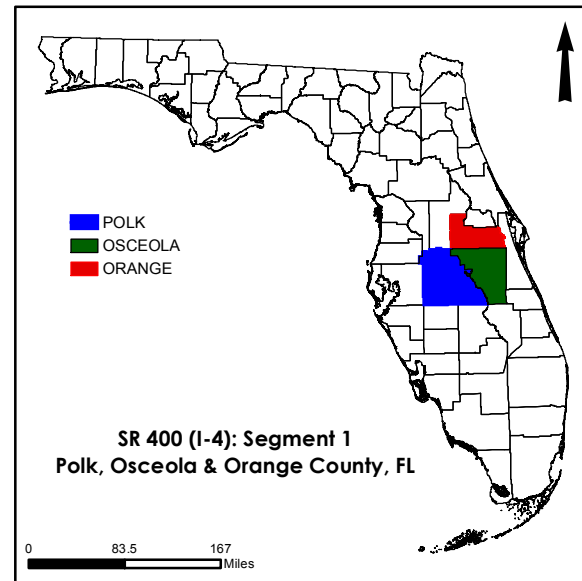 POLK
OSCEOLA
ORANGE
SR 400 (I-4): Segment 1
Polk, Osceola & Orange County, FL
0 83.5 167
Miles